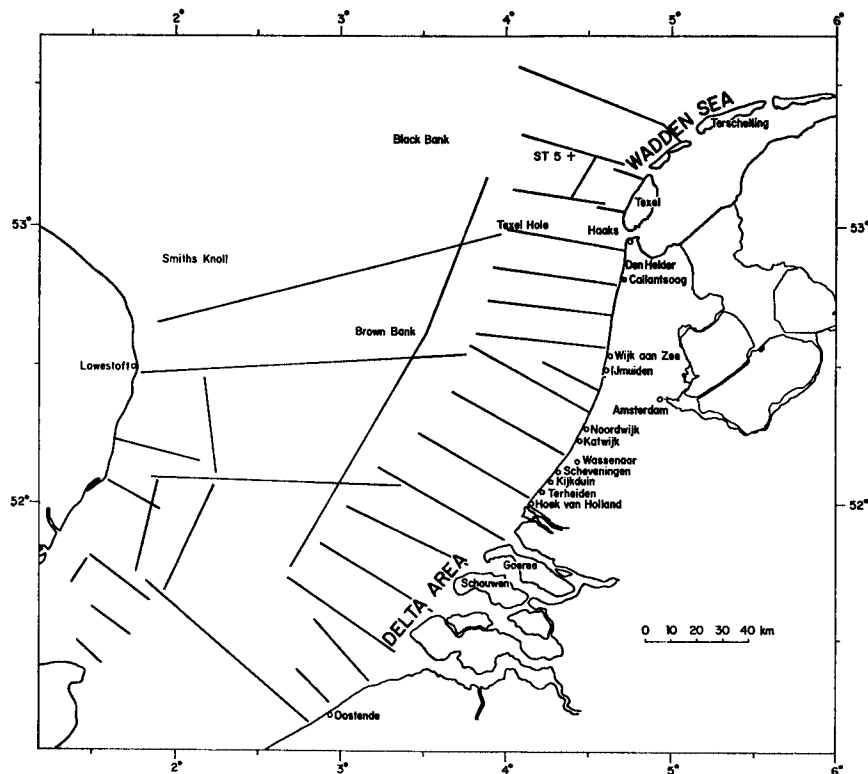 2° 3° 4° 5° 6°
WADDEN SEA
Terschelling
Black Bank
ST 5 +
Texel
53° 53°
Texel Hole
Haaks
Smiths Knoll
Den Helder
Callantsoog
Brown Bank
Wijk aan Zee
Lowestoft
IJmuiden
Amsterdam
Noordwijk
Katwijk
Wassenaar
Scheveningen
Kijkduin
Terheiden
52° 52°
Hoek van Holland
Goeree
Schouwen
DELTA AREA
0 10 20 40 km
Oostende
2° 3° 4° 5° 6°